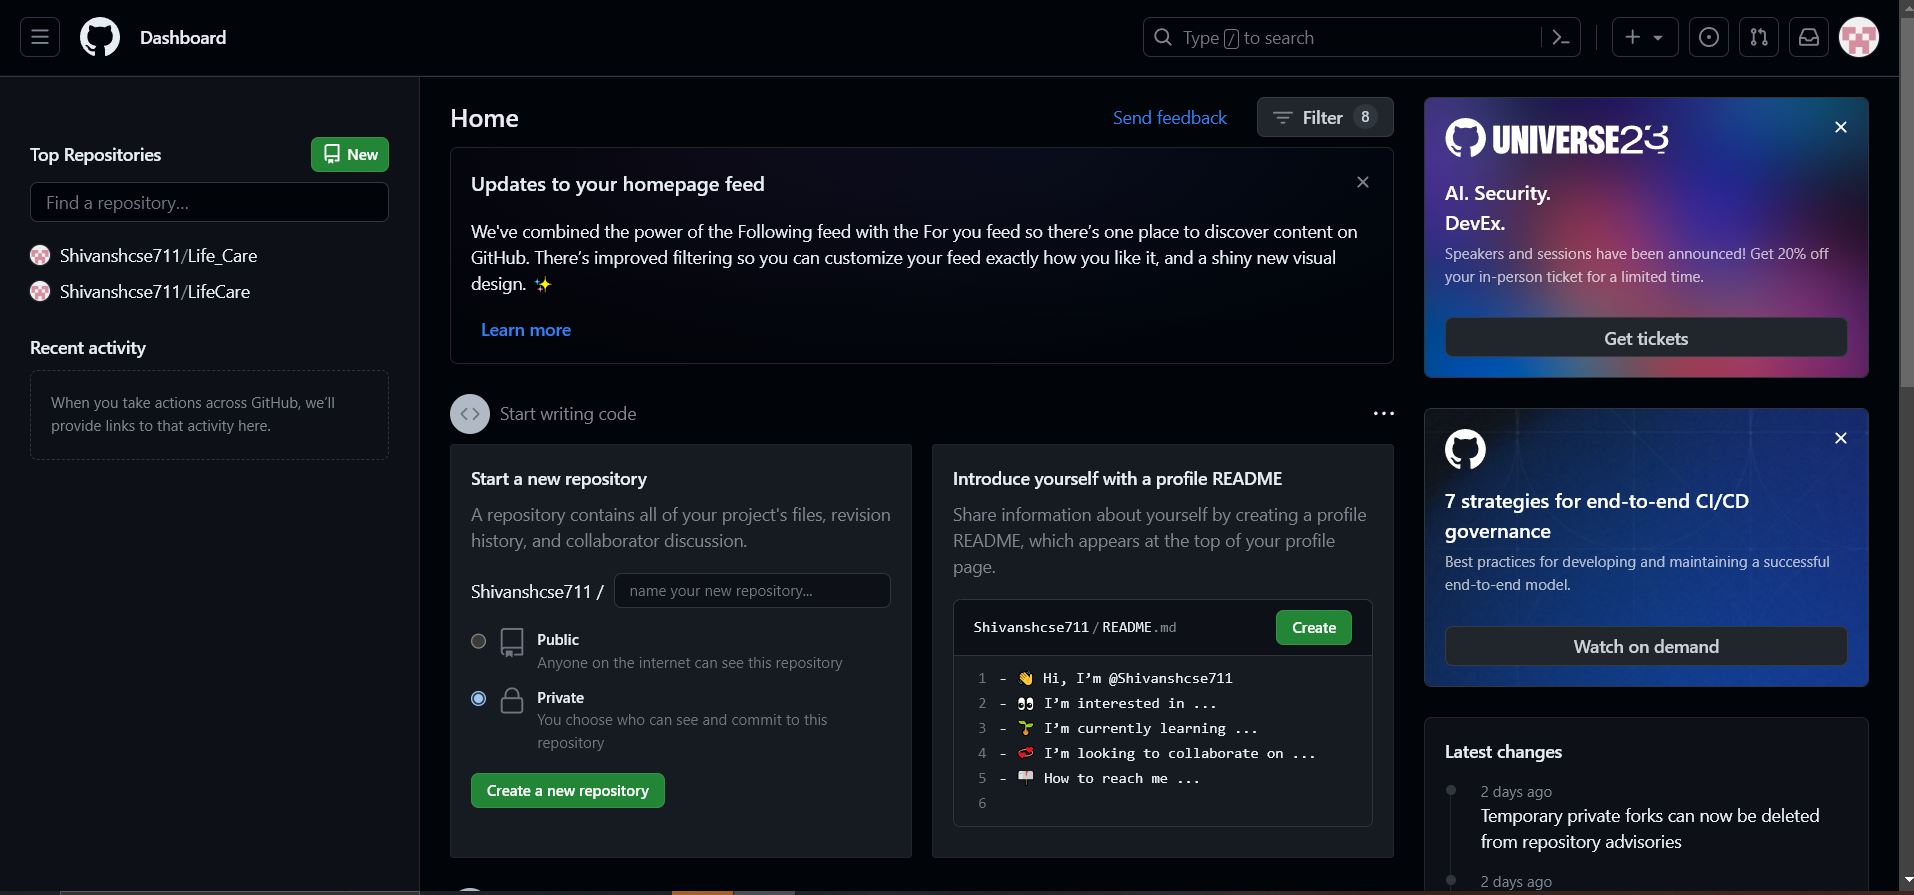 Dashboard
Type / to search
Top Repositories
New
Find a repository…
Shivanshcse711/Life_Care
Shivanshcse711/LifeCare
Recent activity
When you take actions across GitHub, we’ll
provide links to that activity here.
Home
Send feedback
Filter 8
Updates to your homepage feed
We've combined the power of the Following feed with the For you feed so there’s one place to discover content on
GitHub. There’s improved filtering so you can customize your feed exactly how you like it, and a shiny new visual
design. ✨
Learn more
Start writing code
Start a new repository
A repository contains all of your project's files, revision
history, and collaborator discussion.
Shivanshcse711 / name your new repository...
Public
Anyone on the internet can see this repository
Private
You choose who can see and commit to this
repository
Create a new repository
Introduce yourself with a profile README
Share information about yourself by creating a profile
README, which appears at the top of your profile
page.
Shivanshcse711 / README.md
Create
1 - 👋 Hi, I’m @Shivanshcse711
2 - 👀 I’m interested in ...
3 - 🌱 I’m currently learning ...
4 - 💞️ I’m looking to collaborate on ...
5 - 📫 How to reach me ...
6
UNIVERSE23
AI. Security.
DevEx.
Speakers and sessions have been announced! Get 20% off
your in-person ticket for a limited time.
Get tickets
7 strategies for end-to-end CI/CD
governance
Best practices for developing and maintaining a successful
end-to-end model.
Watch on demand
Latest changes
2 days ago
Temporary private forks can now be deleted
from repository advisories
2 days ago